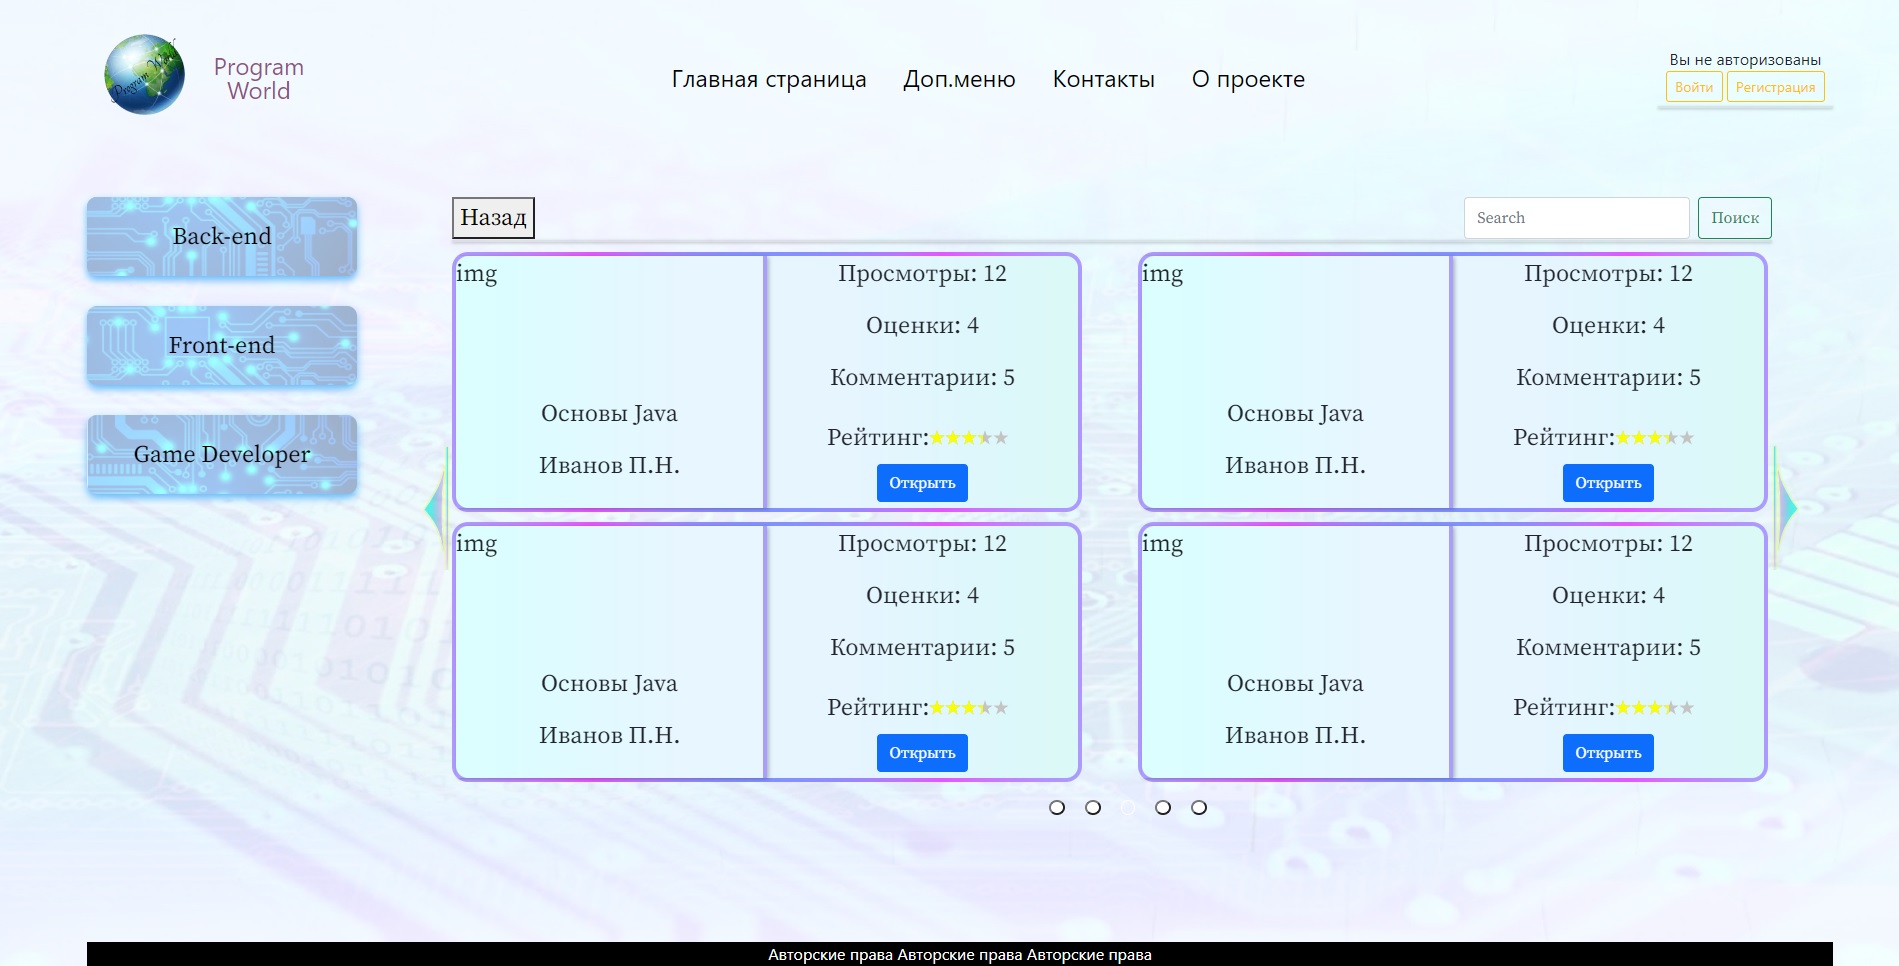 Program World
Program
World
Главная страница Доп.меню Контакты О проекте
Вы не авторизованы
Войти Регистрация
Back-end
Front-end
Game Developer
Назад
Search Поиск
img
Основы Java
Иванов П.Н.
Просмотры: 12
Оценки: 4
Комментарии: 5
Рейтинг:
Открыть
img
Основы Java
Иванов П.Н.
Просмотры: 12
Оценки: 4
Комментарии: 5
Рейтинг:
Открыть
img
Основы Java
Иванов П.Н.
Просмотры: 12
Оценки: 4
Комментарии: 5
Рейтинг:
Открыть
img
Основы Java
Иванов П.Н.
Просмотры: 12
Оценки: 4
Комментарии: 5
Рейтинг:
Открыть
Авторские права Авторские права Авторские права